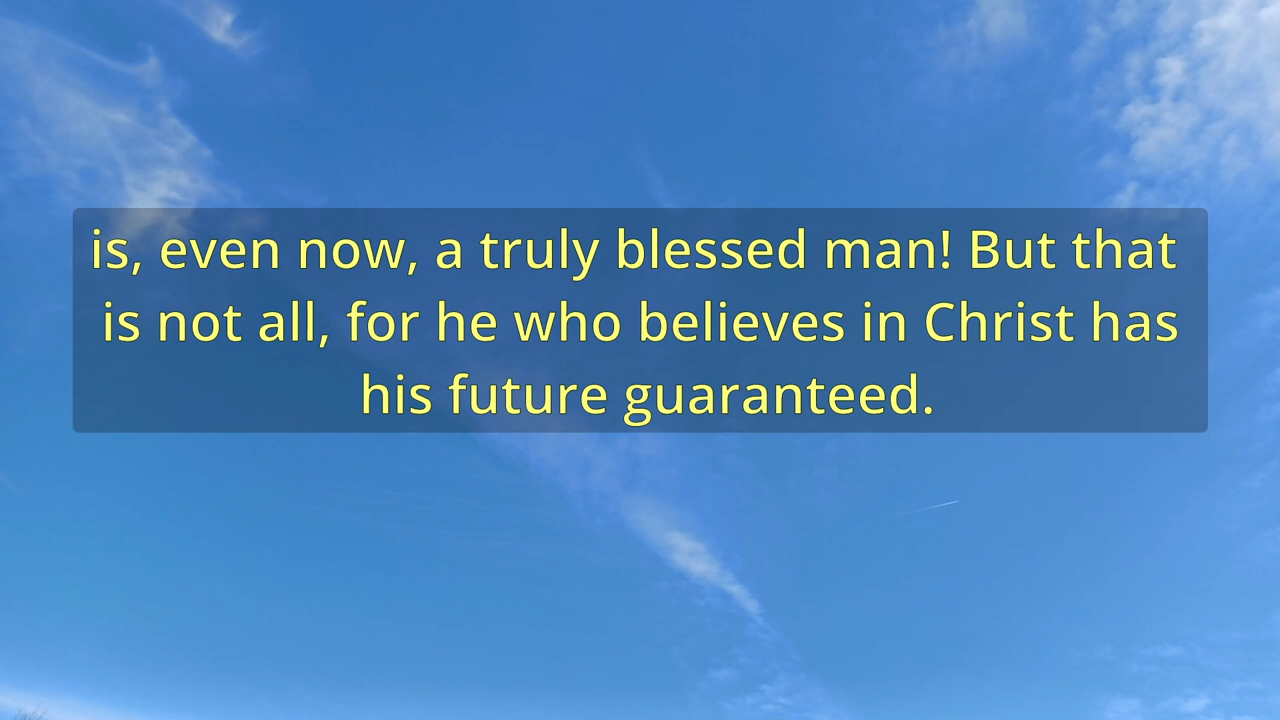 is, even now, a truly blessed man! But that
is not all, for he who believes in Christ has
his future guaranteed.